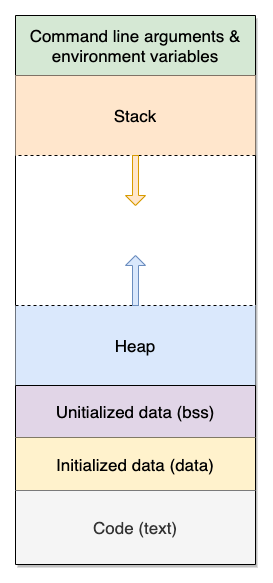 Command line arguments &
environment variables
Stack
Heap
Unitialized data (bss)
Initialized data (data)
Code (text)